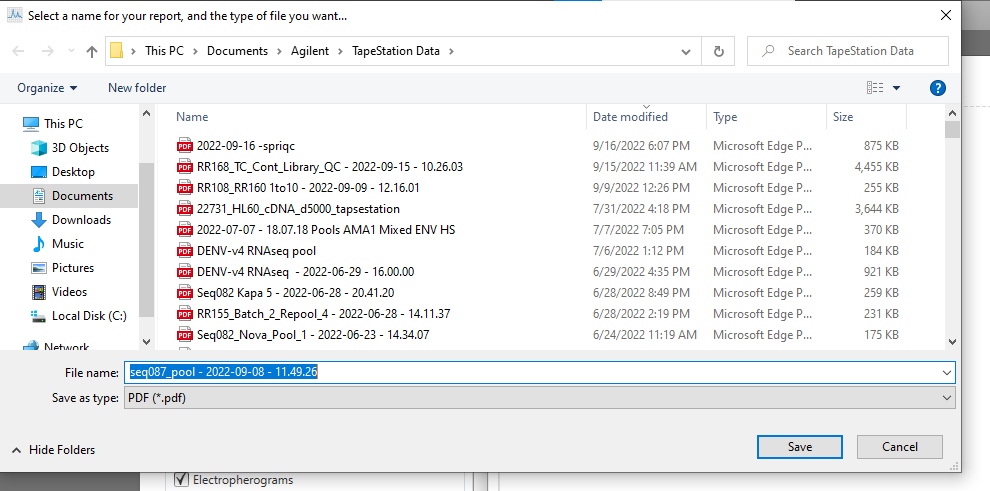 Select a name for your report, and the type of file you want...
This PC > Documents > Agilent > TapeStation Data >
Search TapeStation Data
Organize
New folder
Name Date modified Type Size
This PC
3D Objects
Desktop
Documents
Downloads
Music
Pictures
Videos
Local Disk (C:)
Network
PDF 2022-09-16 -spriqc 9/16/2022 6:07 PM Microsoft Edge P... 875 KB
PDF RR168_TC_Cont_Library_QC - 2022-09-15 - 10.26.03 9/15/2022 11:39 AM Microsoft Edge P... 4,455 KB
PDF RR108_RR160 1to10 - 2022-09-09 - 12.16.01 9/9/2022 12:26 PM Microsoft Edge P... 255 KB
PDF 22731_HL60_cDNA_d5000_tapsestation 7/31/2022 4:18 PM Microsoft Edge P... 3,644 KB
PDF 2022-07-07 - 18.07.18 Pools AMA1 Mixed ENV HS 7/7/2022 7:05 PM Microsoft Edge P... 370 KB
PDF DENV-v4 RNAseq pool 7/6/2022 1:12 PM Microsoft Edge P... 184 KB
PDF DENV-v4 RNAseq - 2022-06-29 - 16.00.00 6/29/2022 4:35 PM Microsoft Edge P... 921 KB
PDF Seq082 Kapa 5 - 2022-06-28 - 20.41.20 6/28/2022 8:49 PM Microsoft Edge P... 259 KB
PDF RR155_Batch_2_Repool_4 - 2022-06-28 - 14.11.37 6/28/2022 2:19 PM Microsoft Edge P... 231 KB
PDF Seq082_Nova_Pool_1 - 2022-06-23 - 14.34.07 6/24/2022 11:19 AM Microsoft Edge P... 175 KB
File name: seq087_pool - 2022-09-08 - 11.49.26
Save as type: PDF (*.pdf)
Hide Folders
Save
Cancel
Electropherograms